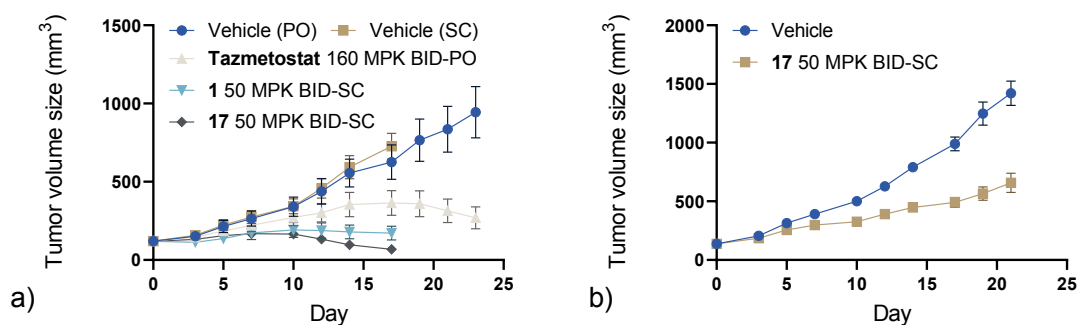 Tumor volume size (mm³)
1500
1000
500
0
0 5 10 15 20 25
Day
Vehicle (PO) Vehicle (SC)
Tazmetostat 160 MPK BID-PO
1 50 MPK BID-SC
17 50 MPK BID-SC
a)
Tumor volume size (mm³)
2000
1500
1000
500
0
0 5 10 15 20 25
Day
Vehicle
17 50 MPK BID-SC
b)